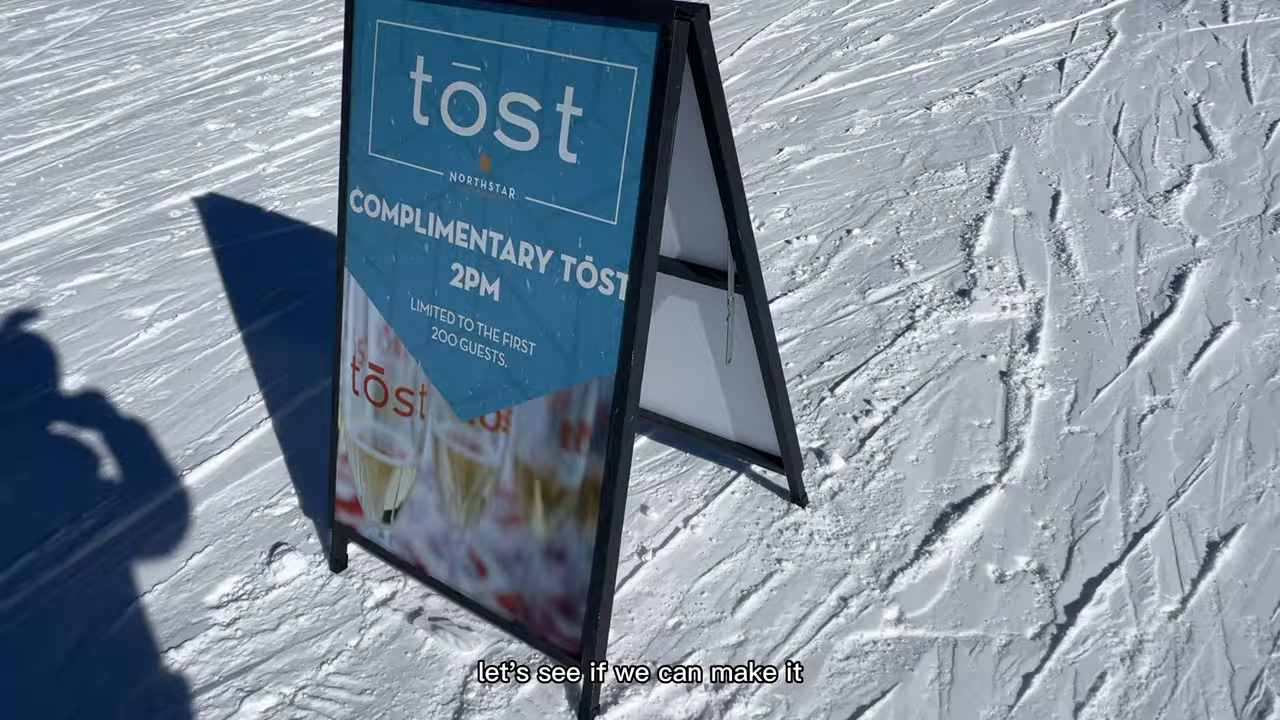 tōst
NORTHSTAR
COMPLIMENTARY TŌST
2PM
LIMITED TO THE FIRST
200 GUESTS.
tōst
let's see if we can make it